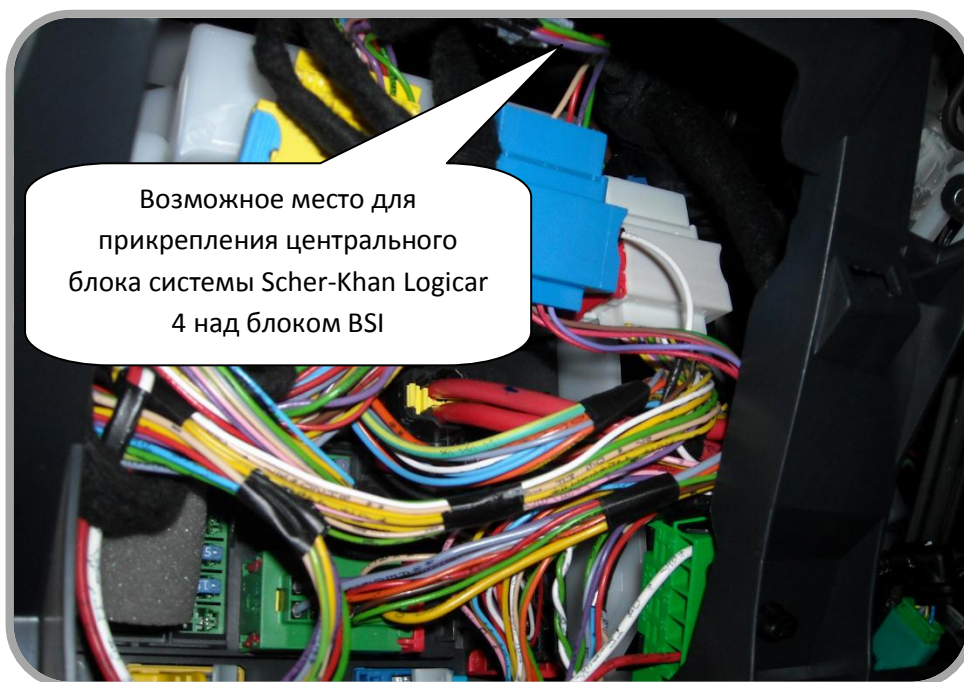 Возможное место для
прикрепления центрального
блока системы Scher-Khan Logicar
4 над блоком BSI